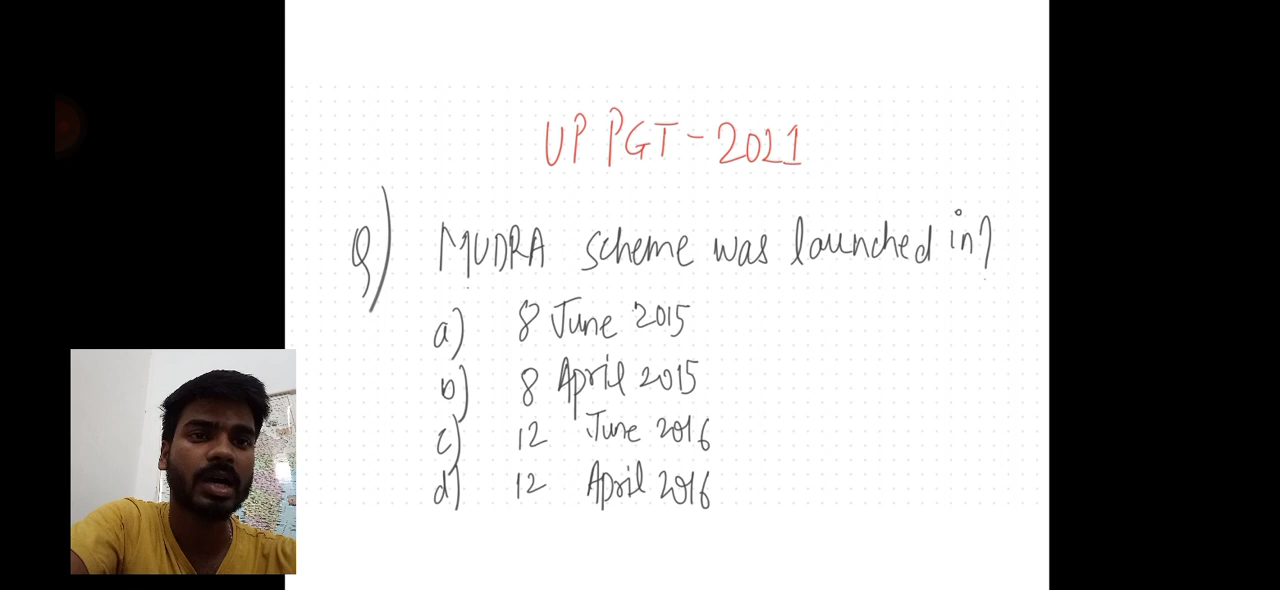 UP PGT - 2021
Q) MUDRA scheme was launched in?
a) 8 June 2015
b) 8 April 2015
c) 12 June 2016
d) 12 April 2016